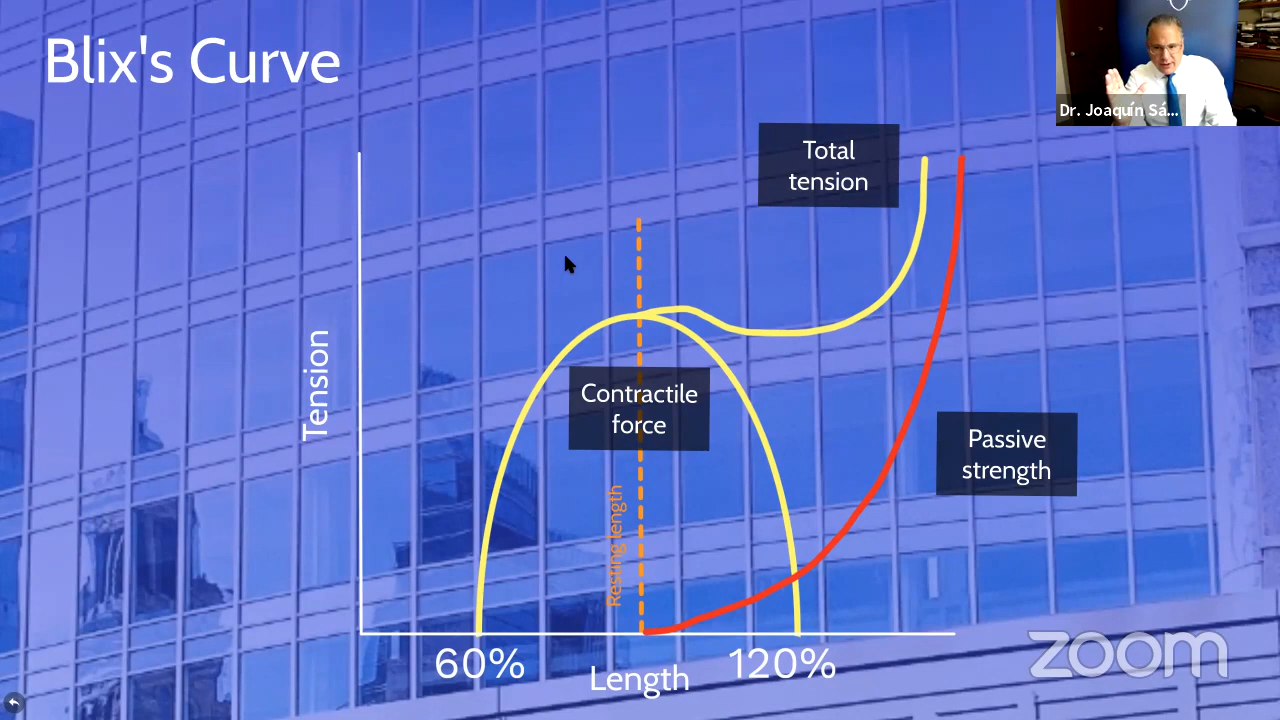 Blix's Curve
Dr. Joaquín Sá...
Total
tension
Tension
Contractile
force
Passive
strength
Resting length
60%
Length
120%
zoom